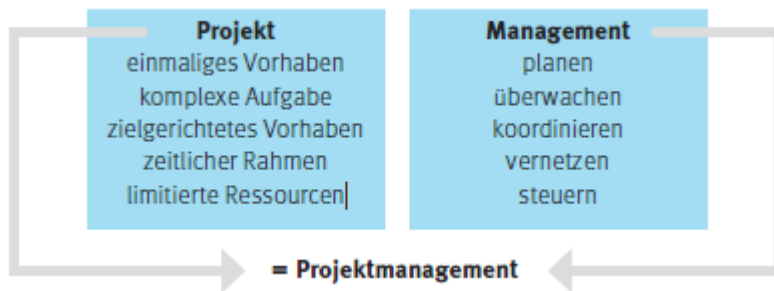 Projekt
einmaliges Vorhaben
komplexe Aufgabe
zielgerichtetes Vorhaben
zeitlicher Rahmen
limitierte Ressourcen
Management
planen
überwachen
koordinieren
vernetzen
steuern
= Projektmanagement